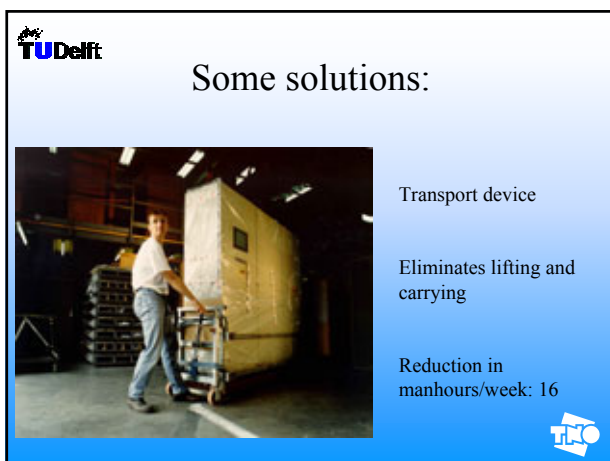 TUDelft
Some solutions:
Transport device
Eliminates lifting and
carrying
Reduction in
manhours/week: 16
TNO